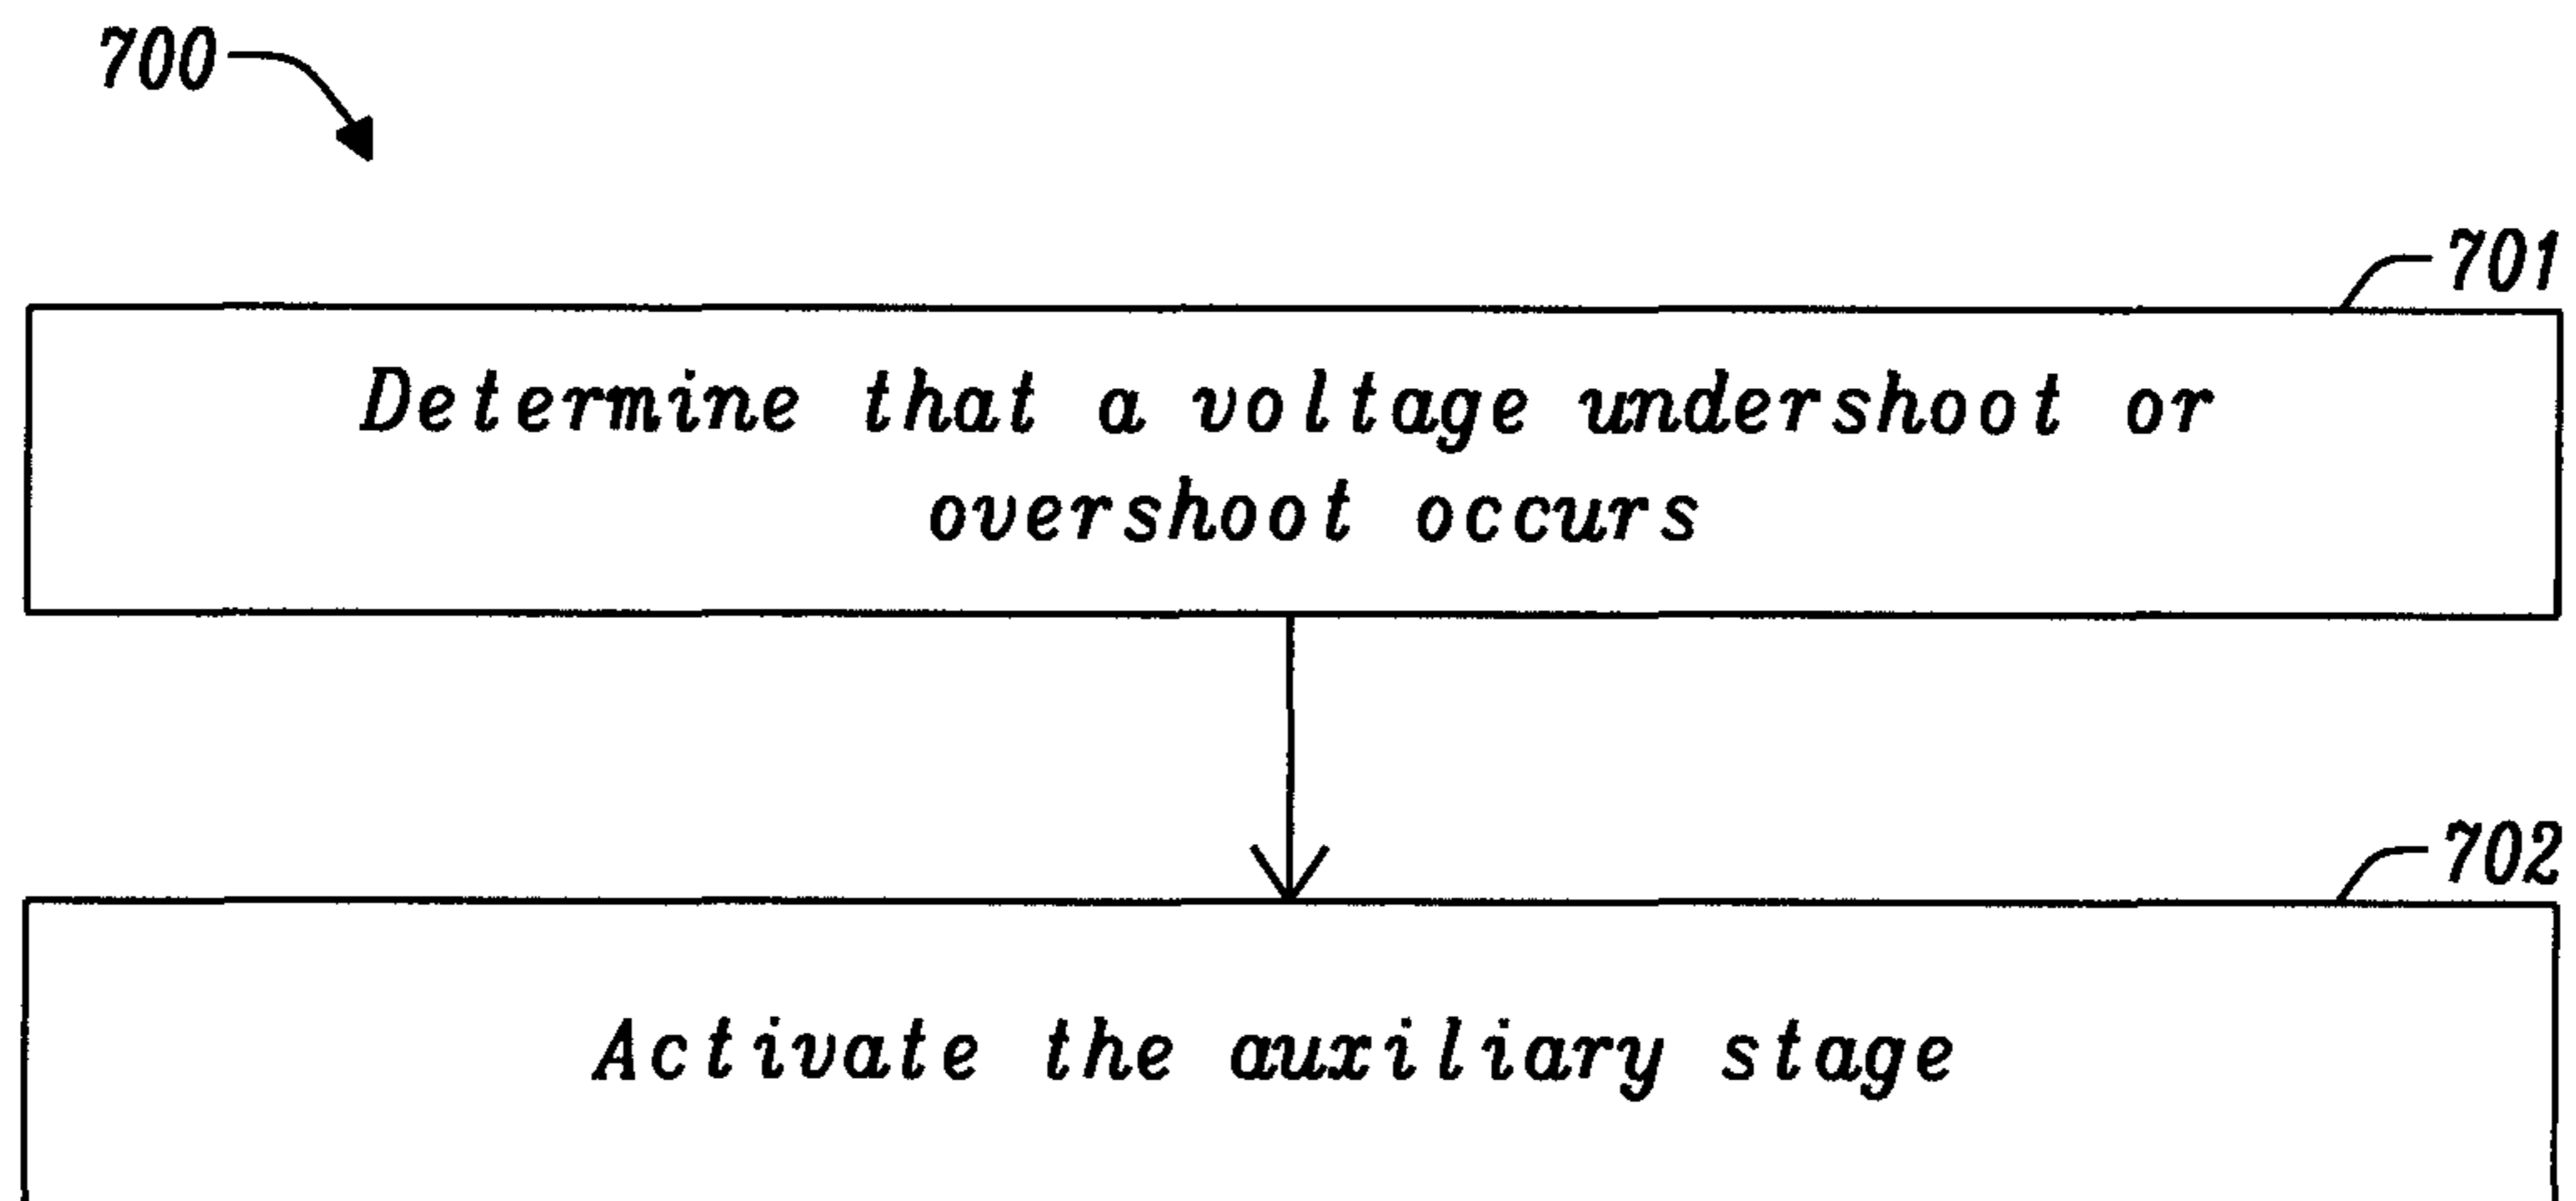 700
701
Determine that a voltage undershoot or
overshoot occurs
702
Activate the auxiliary stage